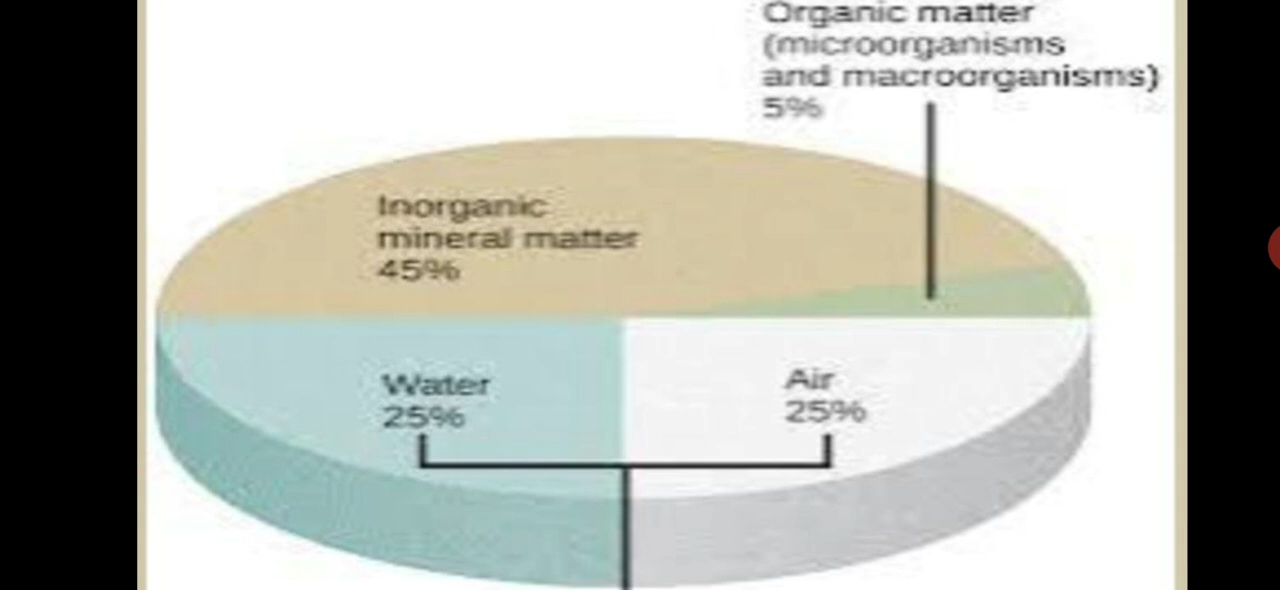 Organic matter
(microorganisms
and macroorganisms)
5%
Inorganic
mineral matter
45%
Water
25%
Air
25%